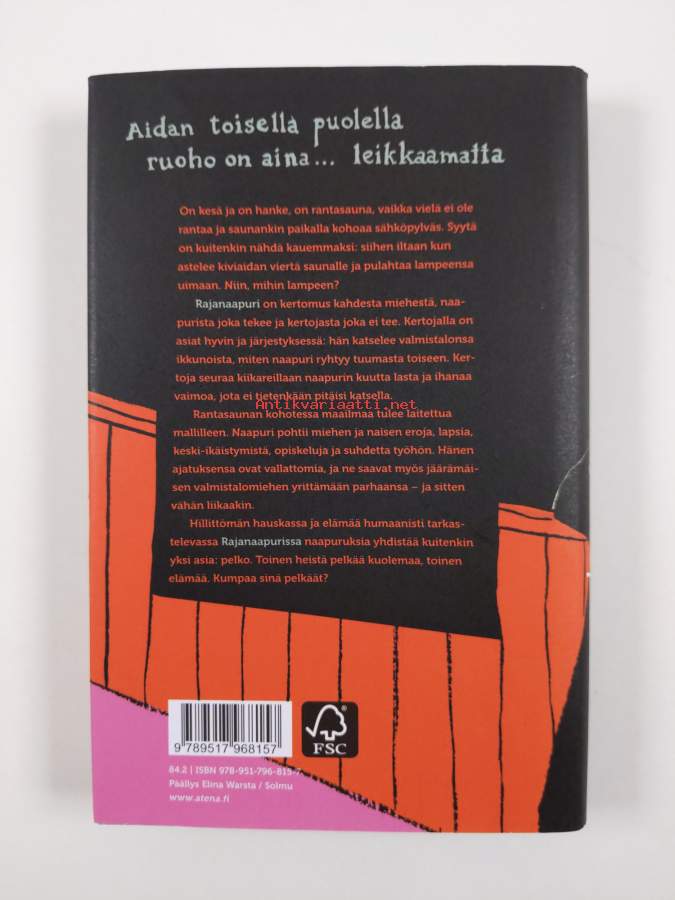 Aidan toisella puolella
ruoho on aina... leikkaamatta
On kesä ja on hanke, on rantasauna, vaikka vielä ei ole
rantaa ja saunankin paikalla kohoaa sähköpylväs. Syytä
on kuitenkin nähdä kauemmaksi: siihen iltaan kun
astelee kiviaidan viertä saunalle ja pulahtaa lampeensa
uimaan. Niin, mihin lampeen?
Rajanaapuri on kertomus kahdesta miehestä, naa-
purista joka tekee ja kertojasta joka ei tee. Kertojalla on
asiat hyvin ja järjestyksessä: hän katselee valmistalonsa
ikkunoista, miten naapuri ryhtyy tuumasta toiseen. Ker-
toja seuraa kiikareillaan naapurin kuutta lasta ja ihanaa
vaimoa, jota ei tietenkään pitäisi katsella.
Antikvariaatti.net
Rantasaunan kohotessa maailmaa tulee laitettua
mallilleen. Naapuri pohtii miehen ja naisen eroja, lapsia,
keski-ikäistymistä, opiskeluja ja suhdetta työhön. Hänen
ajatuksensa ovat vallattomia, ja ne saavat myös jäärämäi-
sen valmistalomiehen yrittämään parhaansa – ja sitten
vähän liikaakin.
Hillittömän hauskassa ja elämää humaanisti tarkas-
televassa Rajanaapurissa naapuruksia yhdistää kuitenkin
yksi asia: pelko. Toinen heistä pelkää kuolemaa, toinen
elämää. Kumpaa sinä pelkäät?
9 789517 968157
FSC
84.2 | ISBN 978-951-796-815-7
Päällys Elina Warsta / Solmu
www.atena.fi